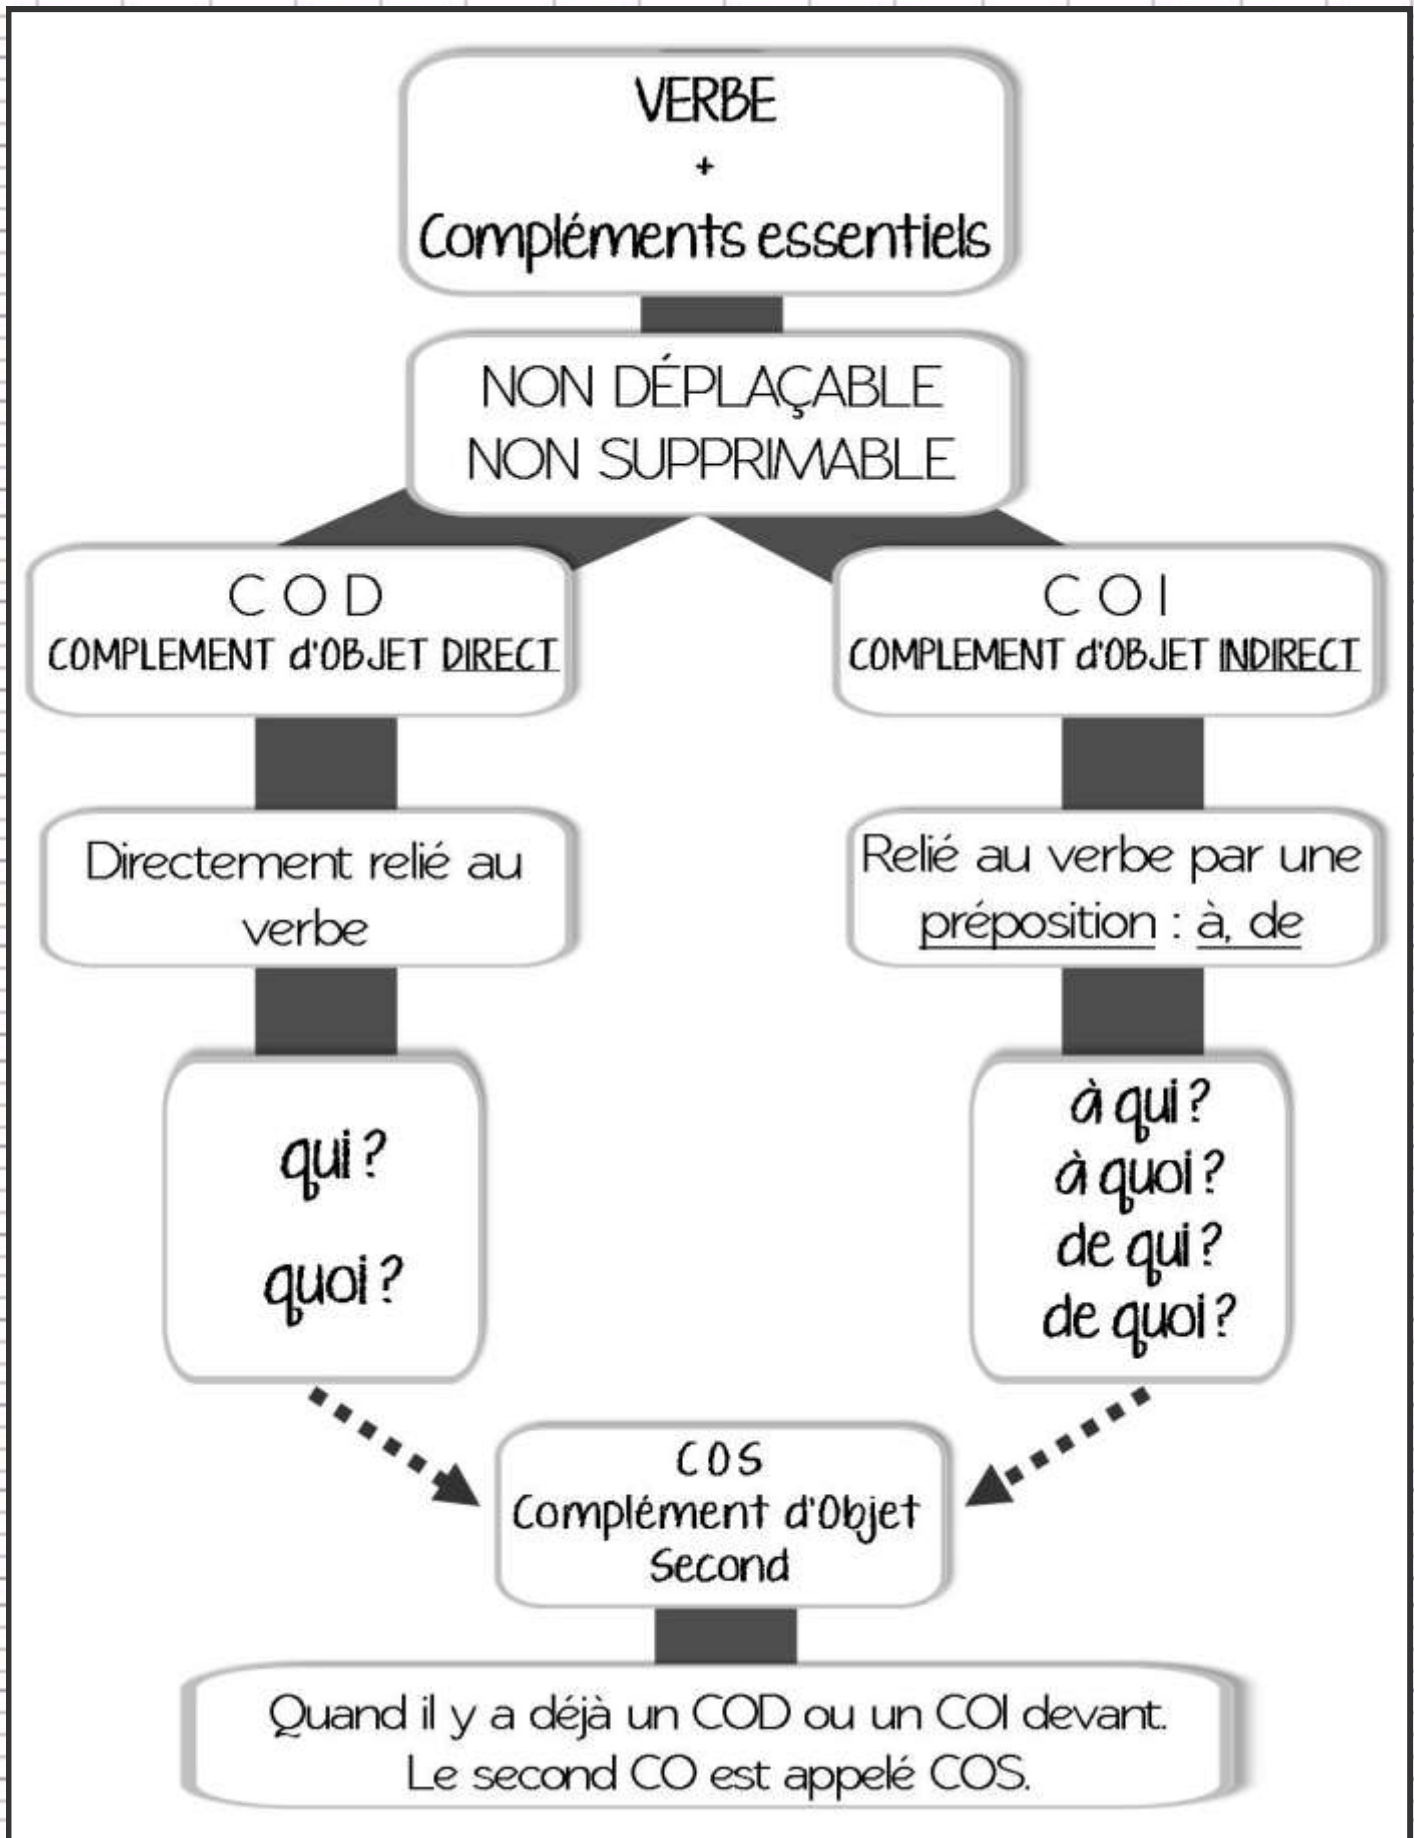 VERBE
+
Compléments essentiels
NON DÉPLAÇABLE
NON SUPPRIMABLE
C O D
COMPLEMENT d'OBJET DIRECT
Directement relié au
verbe
qui ?
quoi ?
C O I
COMPLEMENT d'OBJET INDIRECT
Relié au verbe par une
préposition : à, de
à qui ?
à quoi ?
de qui ?
de quoi ?
C O S
Complément d'Objet
Second
Quand il y a déjà un COD ou un COI devant.
Le second CO est appelé COS.